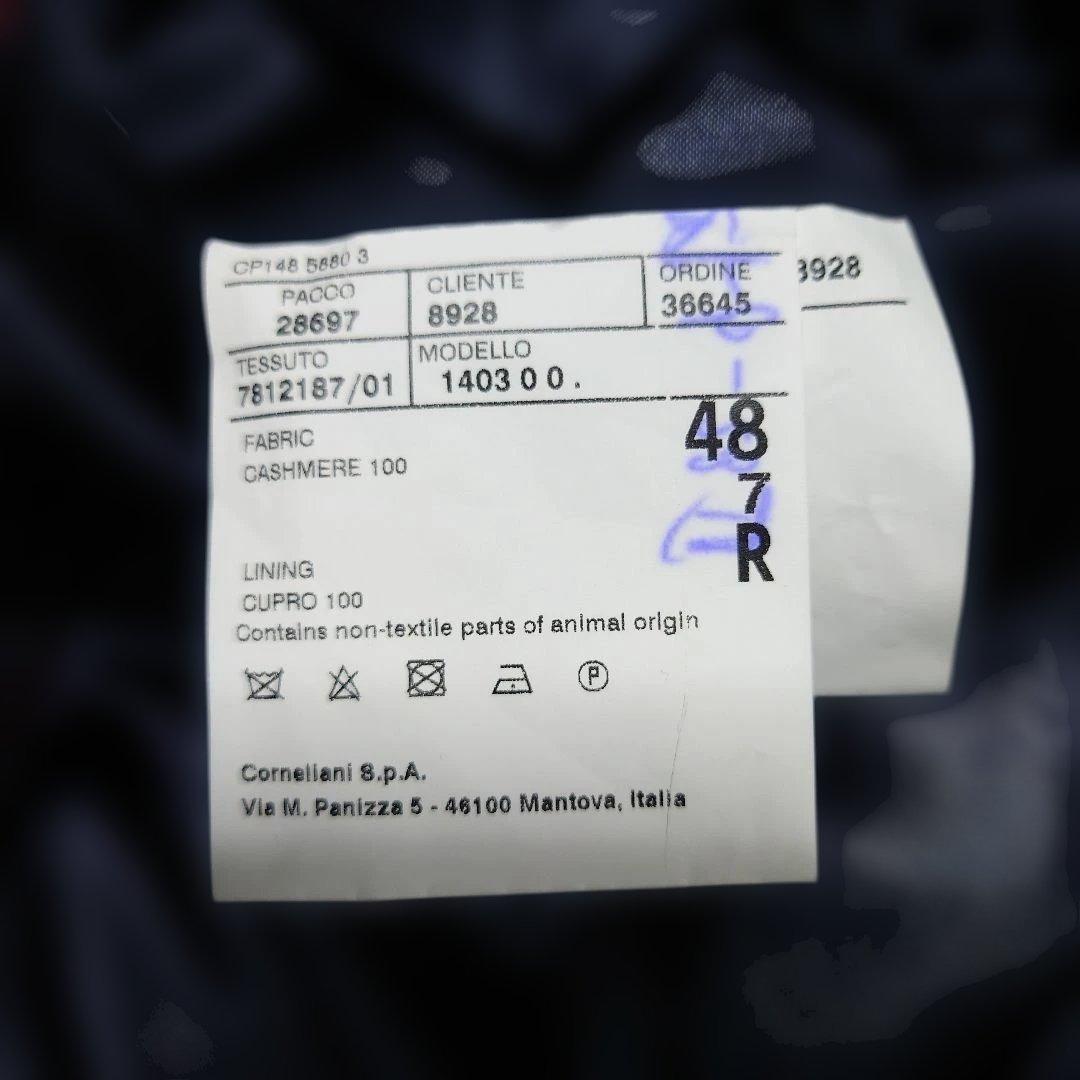 CP148 5880 3
PACCO
28697
CLIENTE
8928
ORDINE
36645
8928
TESSUTO
7812187/01
MODELLO
1403 0 0 .
48
7
R
FABRIC
CASHMERE 100
LINING
CUPRO 100
Contains non-textile parts of animal origin
P
Corneliani S.p.A.
Via M. Panizza 5 - 46100 Mantova, Italia